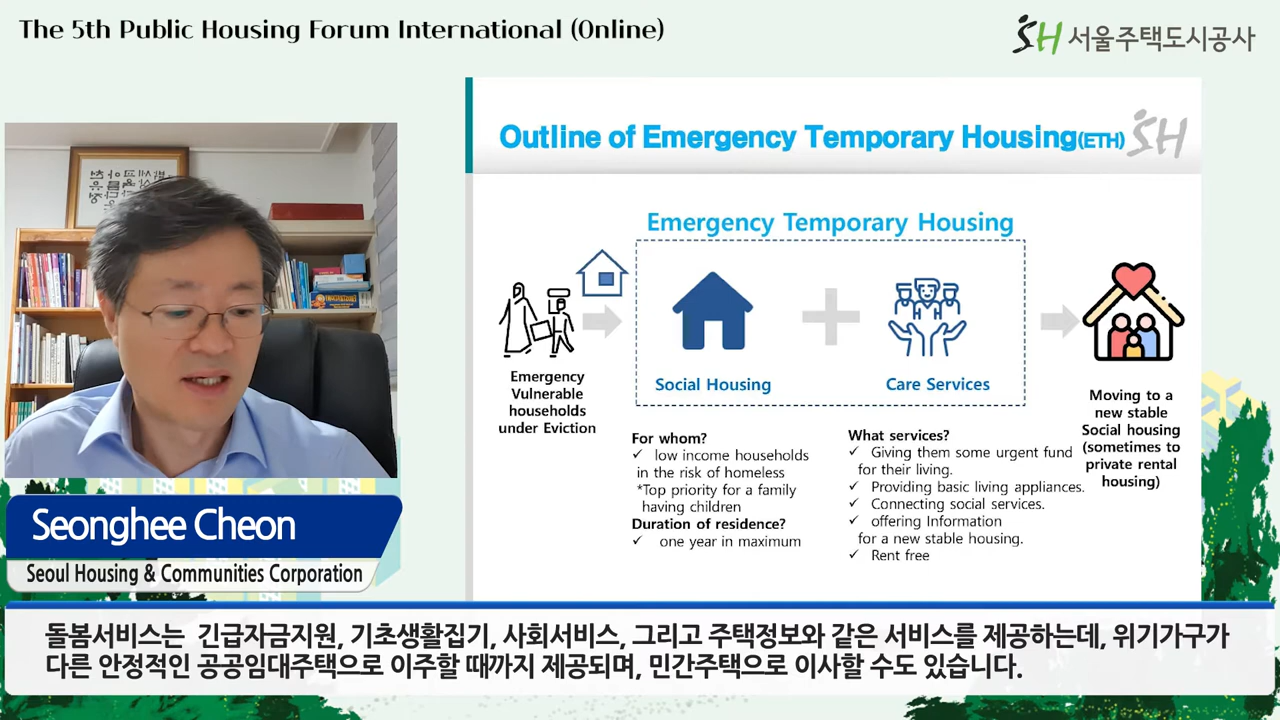 The 5th Public Housing Forum International (Online)
SH 서울주택도시공사
Outline of Emergency Temporary Housing(ETH)
SH
Emergency Temporary Housing
Social Housing
Care Services
Emergency
Vulnerable
households
under Eviction
Moving to a
new stable
Social housing
(sometimes to
private rental
housing)
For whom?
✓ low income households
in the risk of homeless
*Top priority for a family
having children
Duration of residence?
✓ one year in maximum
What services?
✓ Giving them some urgent fund
for their living.
✓ Providing basic living appliances.
✓ Connecting social services.
✓ offering Information
for a new stable housing.
✓ Rent free
Seonghee Cheon
Seoul Housing & Communities Corporation
돌봄서비스는 긴급자금지원, 기초생활집기, 사회서비스, 그리고 주택정보와 같은 서비스를 제공하는데, 위기가구가
다른 안정적인 공공임대주택으로 이주할 때까지 제공되며, 민간주택으로 이사할 수도 있습니다.